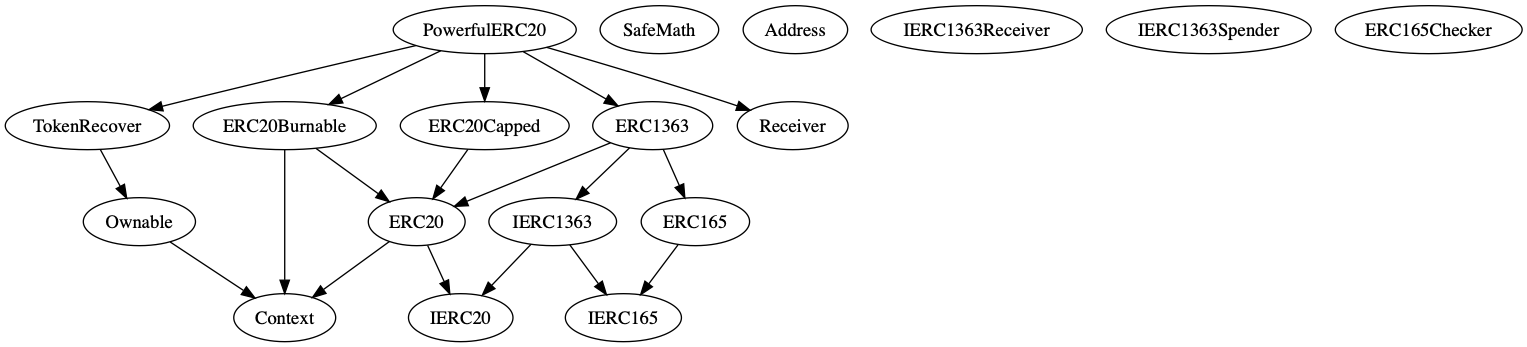 PowerfulERC20
SafeMath
Address
IERC1363Receiver
IERC1363Spender
ERC165Checker
TokenRecover
ERC20Burnable
ERC20Capped
ERC1363
Receiver
Ownable
ERC20
IERC1363
ERC165
Context
IERC20
IERC165